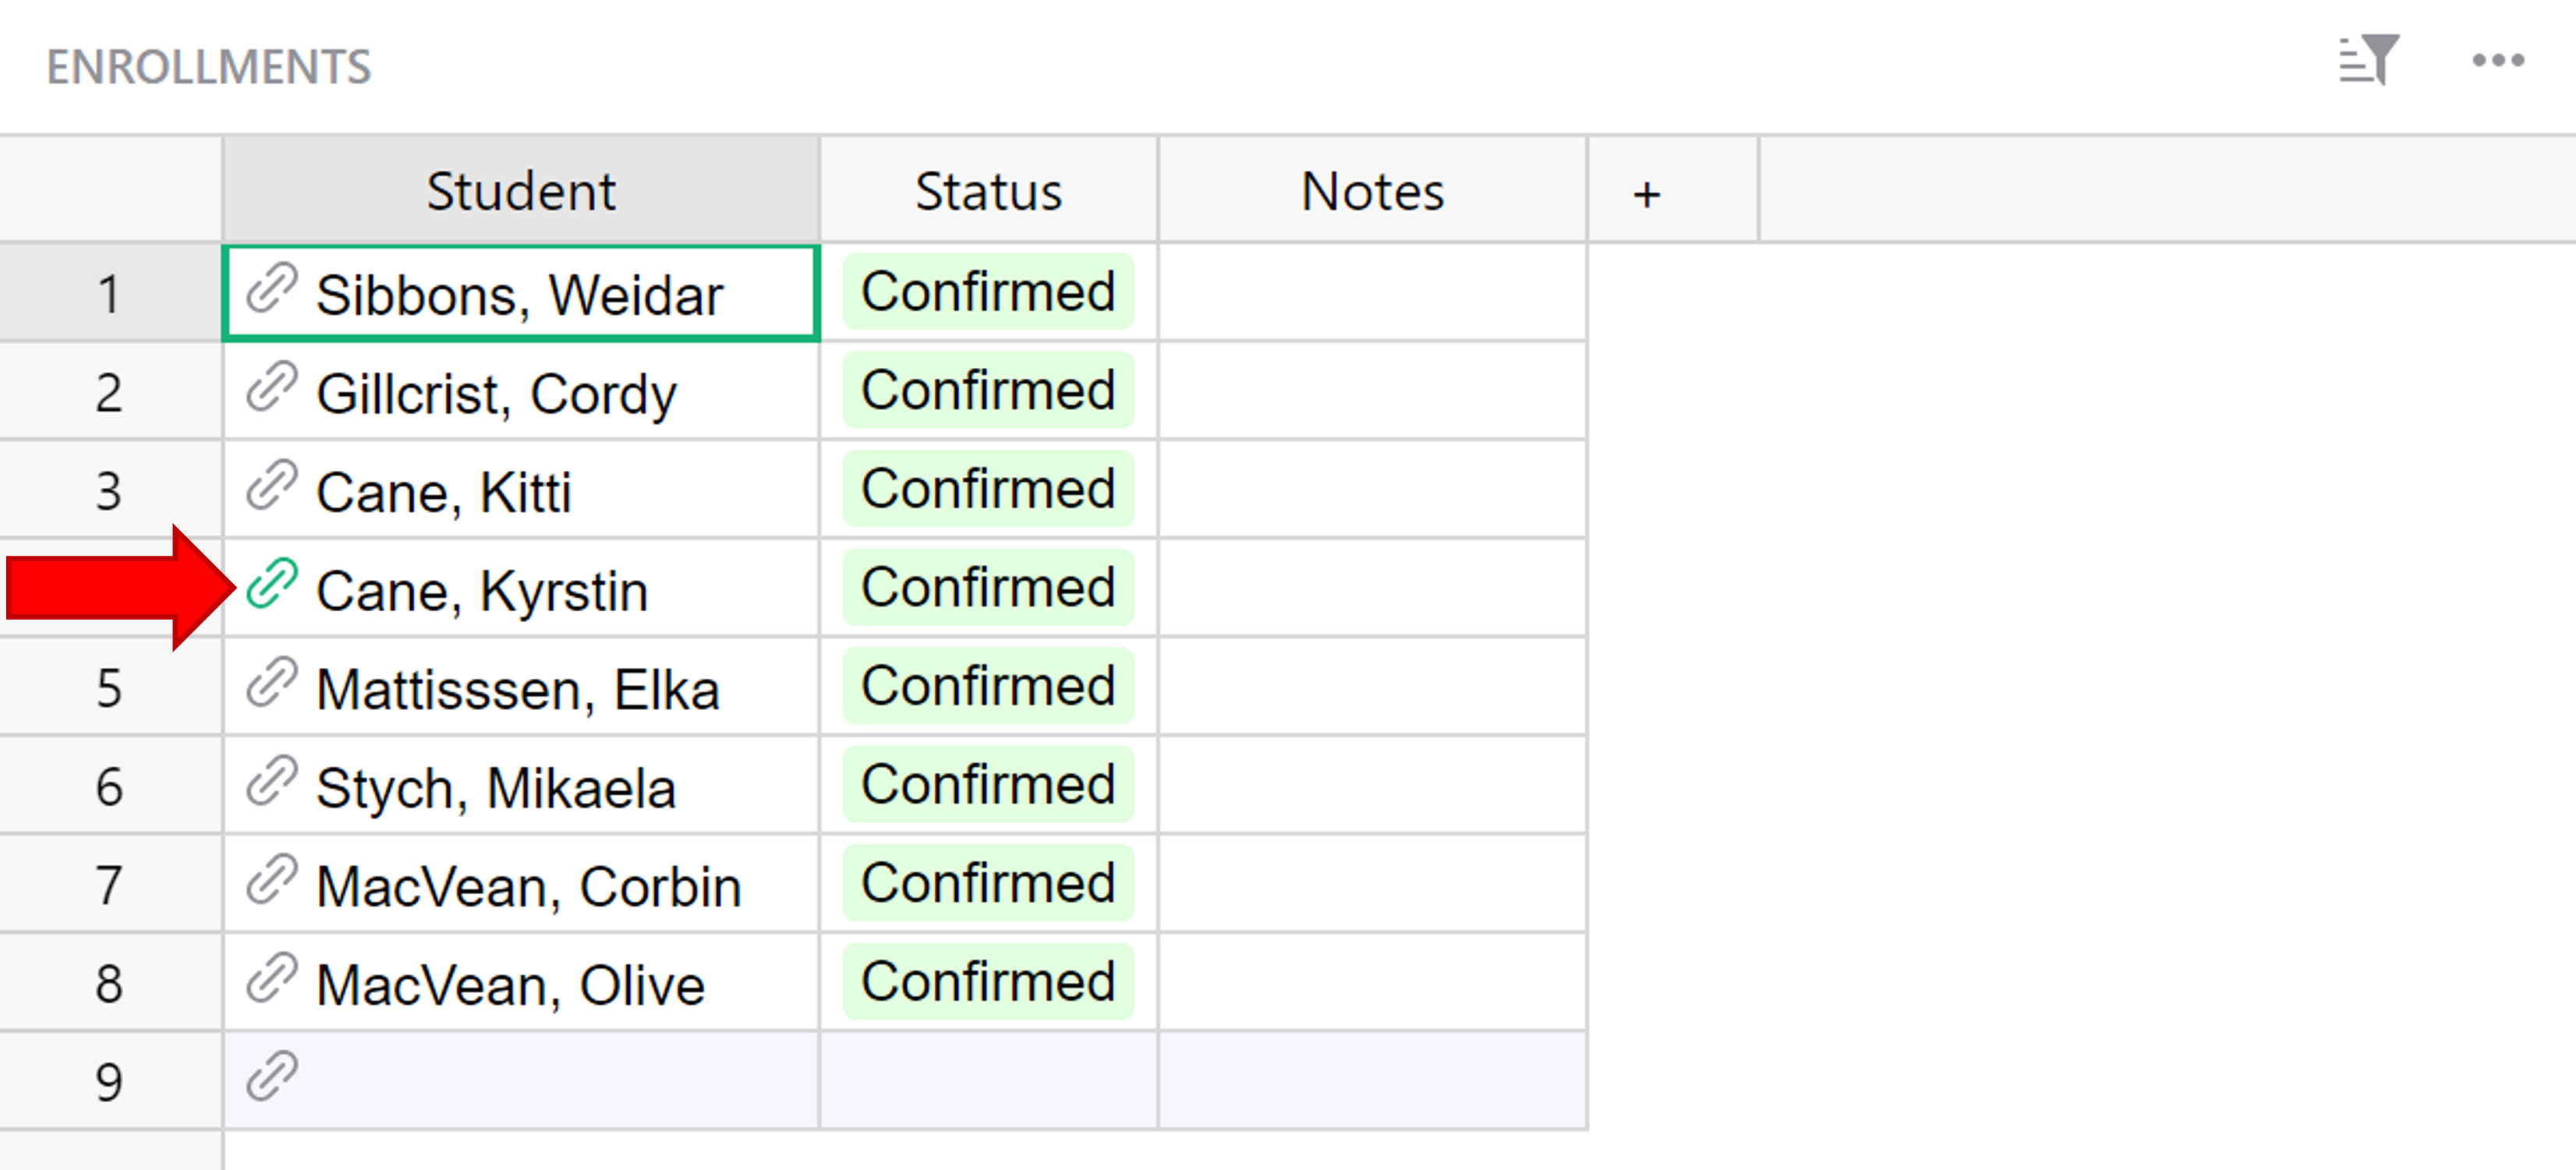 ENROLLMENTS
Student Status Notes +
1 Sibbons, Weidar Confirmed
2 Gillcrist, Cordy Confirmed
3 Cane, Kitti Confirmed
Cane, Kyrstin Confirmed
5 Mattisssen, Elka Confirmed
6 Stych, Mikaela Confirmed
7 MacVean, Corbin Confirmed
8 MacVean, Olive Confirmed
9